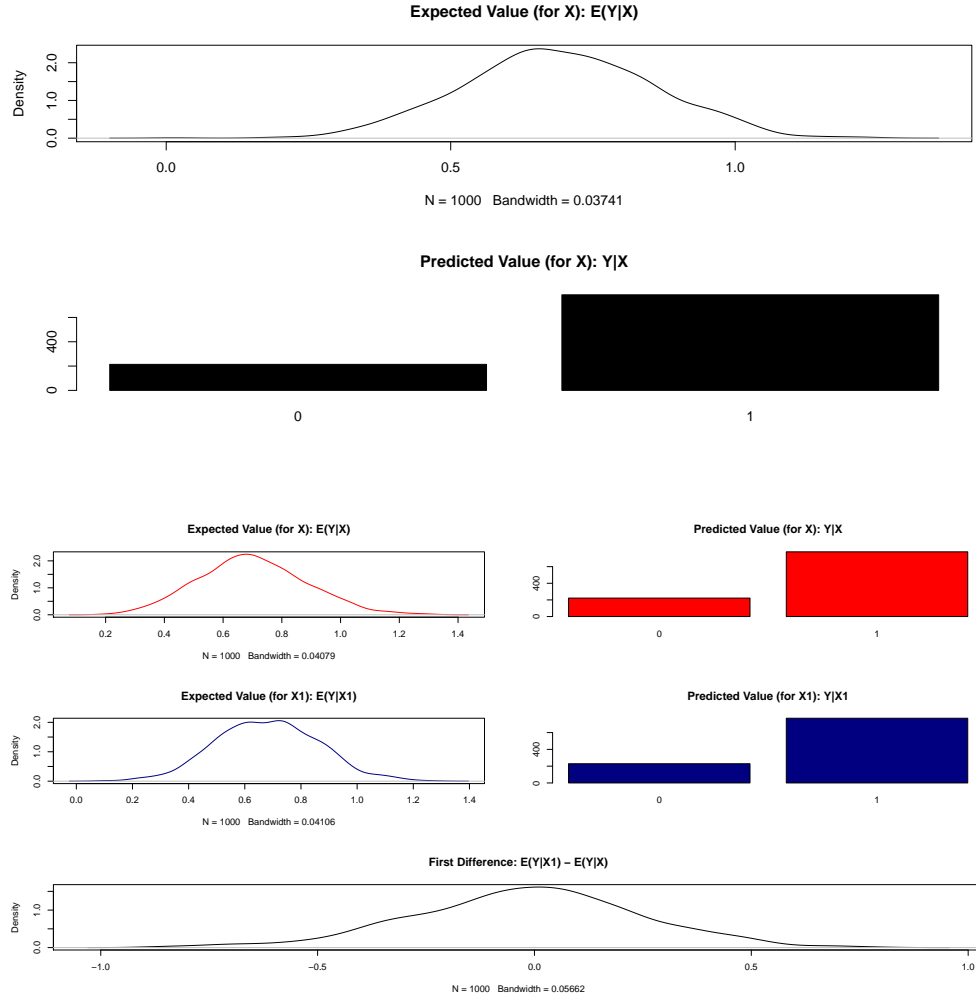 Expected Value (for X): E(Y|X)
Density
0.0 1.0 2.0
0.0 0.5 1.0
N = 1000 Bandwidth = 0.03741
Predicted Value (for X): Y|X
0 400
0 1
Expected Value (for X): E(Y|X)
Density
0.0 1.0 2.0
0.2 0.4 0.6 0.8 1.0 1.2 1.4
N = 1000 Bandwidth = 0.04079
Predicted Value (for X): Y|X
0 400
0 1
Expected Value (for X1): E(Y|X1)
Density
0.0 1.0 2.0
0.0 0.2 0.4 0.6 0.8 1.0 1.2 1.4
N = 1000 Bandwidth = 0.04106
Predicted Value (for X1): Y|X1
0 400
0 1
First Difference: E(Y|X1) − E(Y|X)
Density
0.0 1.0
−1.0 −0.5 0.0 0.5 1.0
N = 1000 Bandwidth = 0.05662